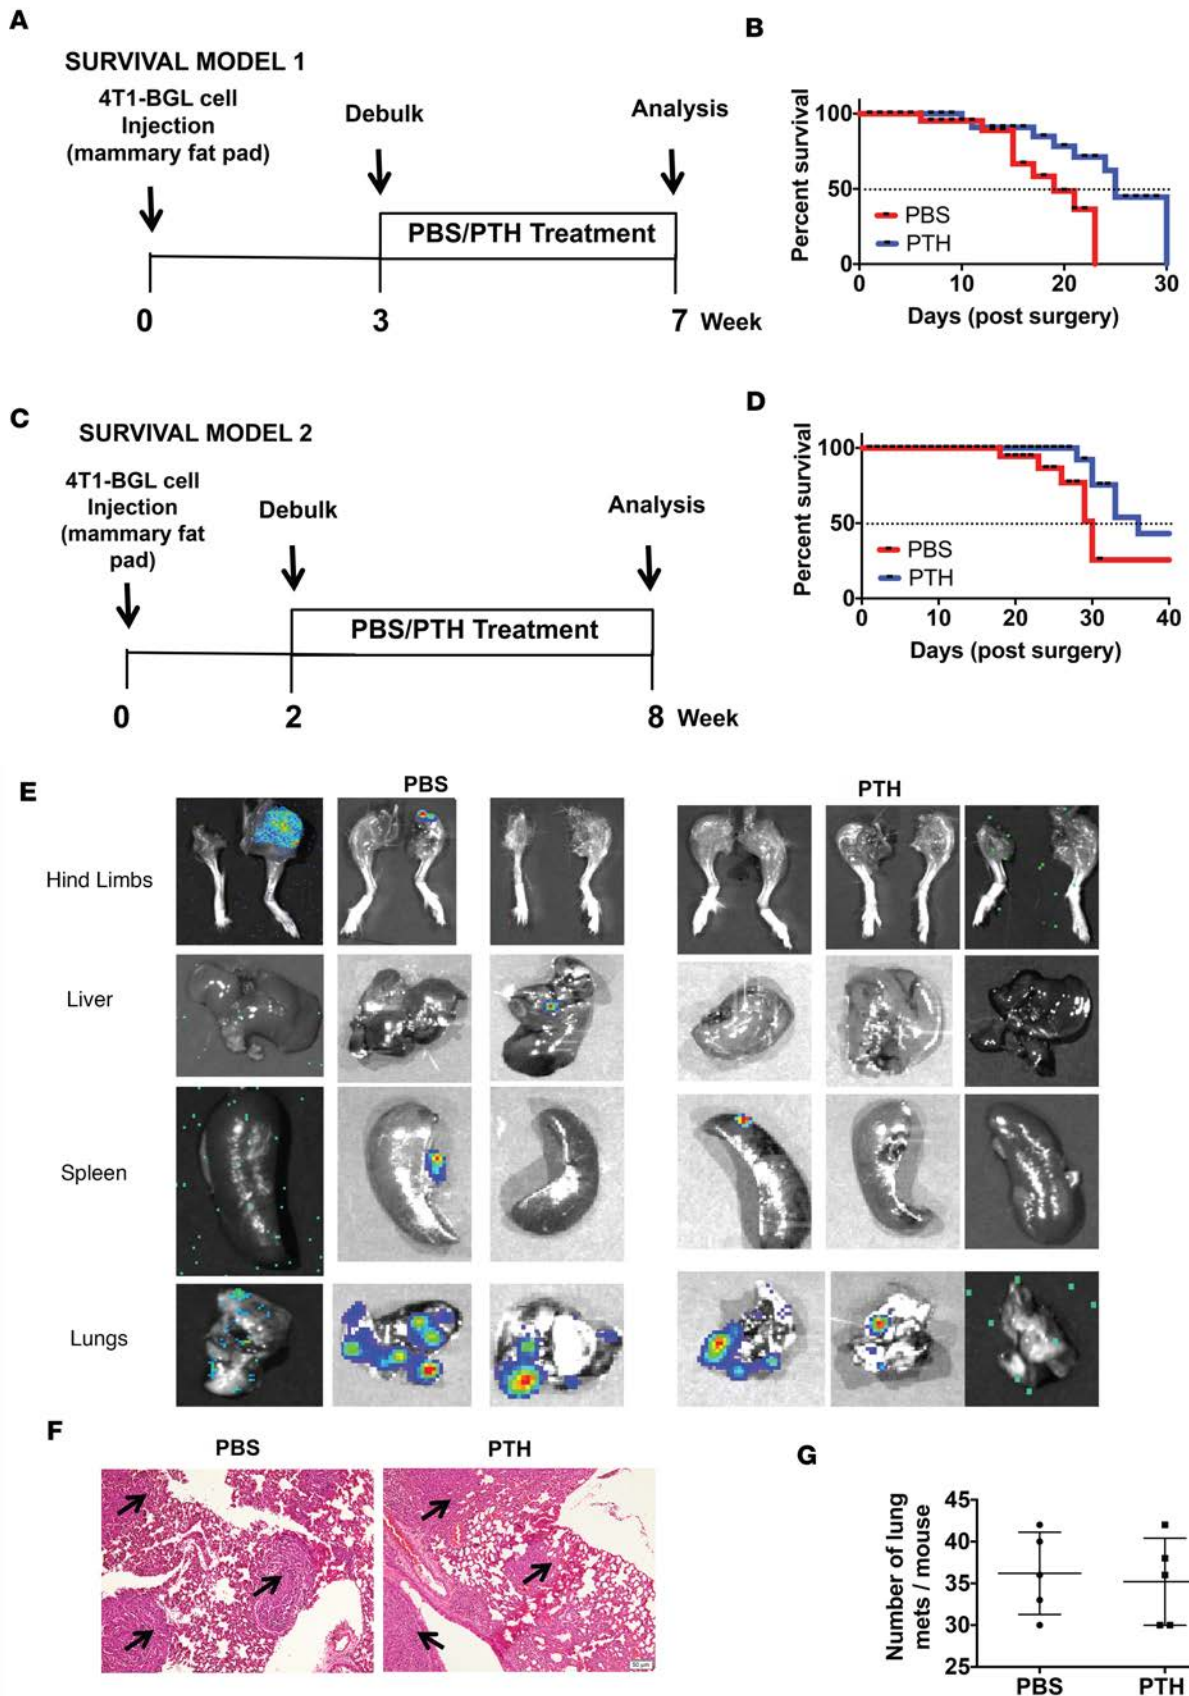 A
SURVIVAL MODEL 1
4T1-BGL cell
Injection
(mammary fat pad)
Debulk
Analysis
PBS/PTH Treatment
0
3
7 Week
B
Percent survival
100
50
0
PBS
PTH
0 10 20 30
Days (post surgery)
C
SURVIVAL MODEL 2
4T1-BGL cell
Injection
(mammary fat
pad)
Debulk
Analysis
PBS/PTH Treatment
0
2
8 Week
D
Percent survival
100
50
0
PBS
PTH
0 10 20 30 40
Days (post surgery)
E
PBS
PTH
Hind Limbs
Liver
Spleen
Lungs
F
PBS
PTH
50 μm
G
Number of lung
mets / mouse
45
40
35
30
25
PBS
PTH